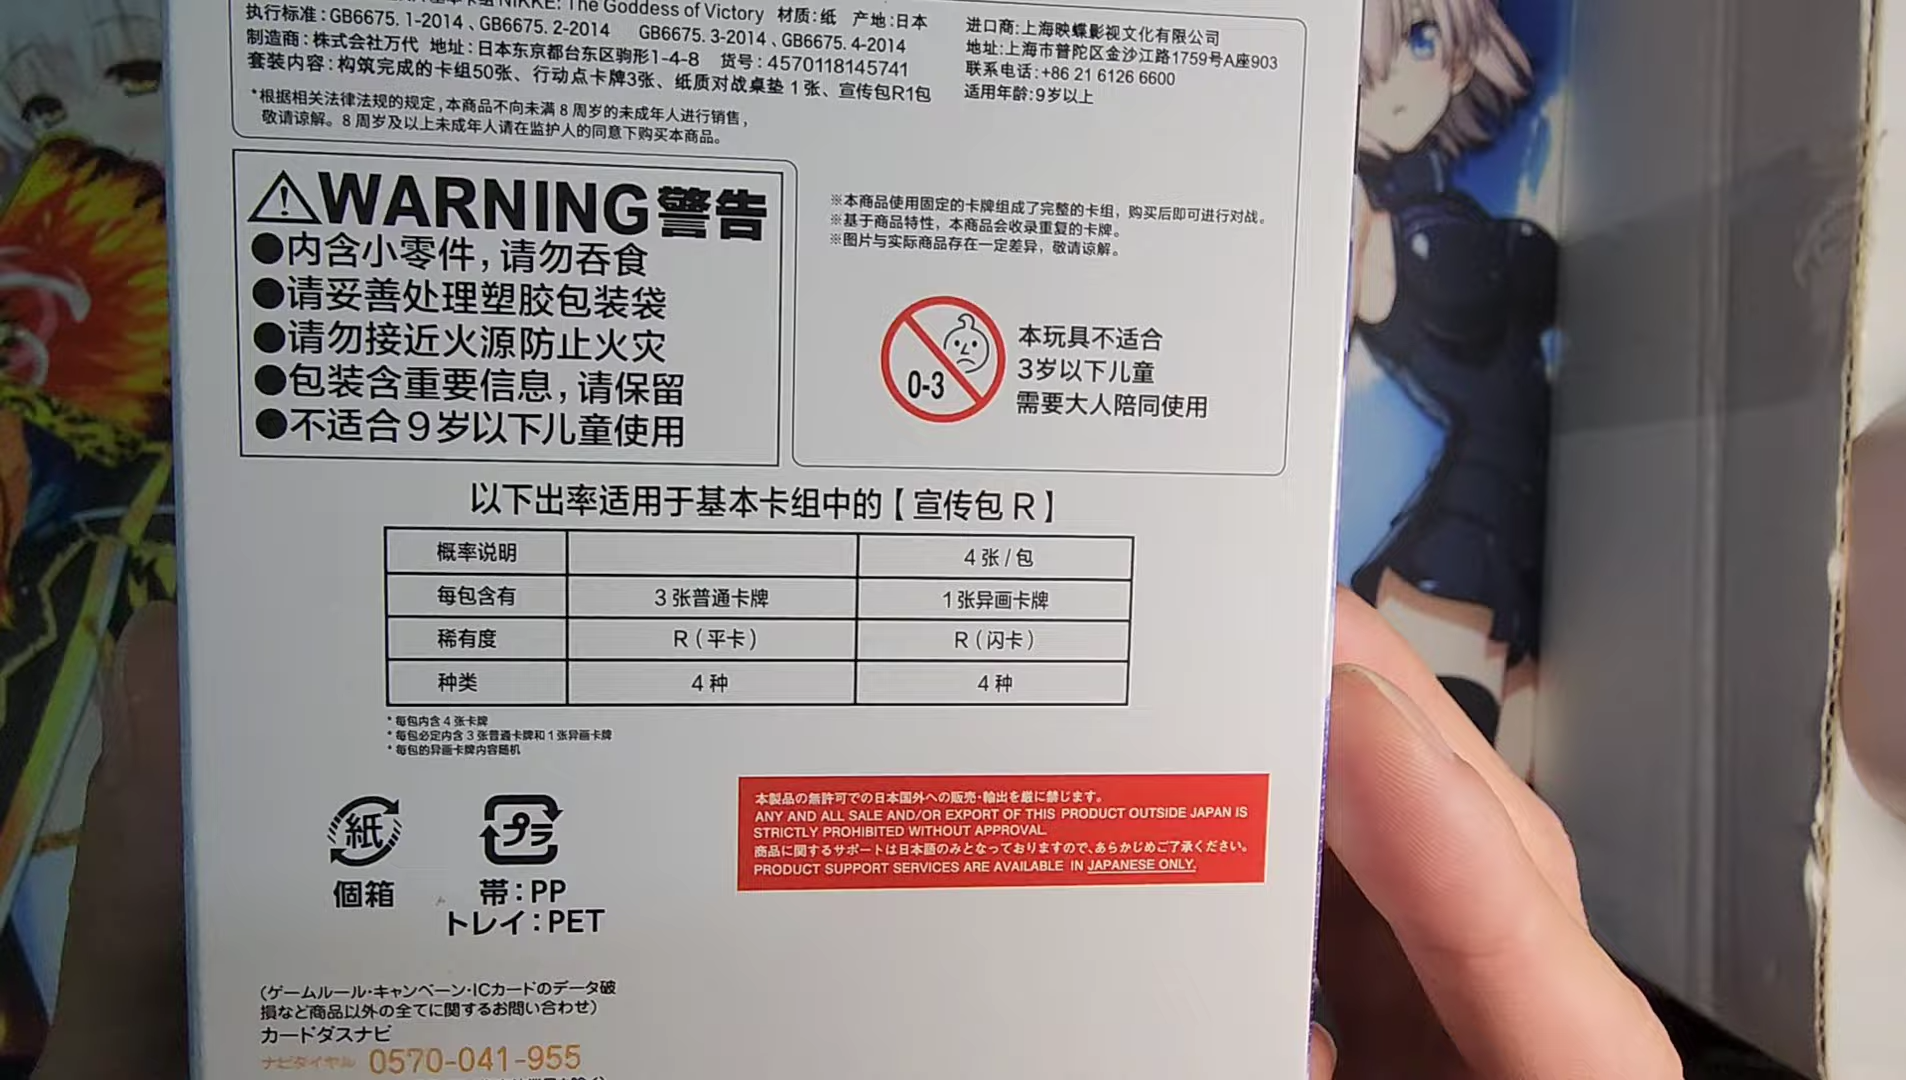 基本卡组 NIKKE: The Goddess of Victory 材质:纸 产地:日本
执行标准:GB6675.1-2014、GB6675.2-2014 GB6675.3-2014、GB6675.4-2014
制造商:株式会社万代 地址:日本东京都台东区驹形1-4-8 货号:4570118145741
套装内容:构筑完成的卡组50张、行动点卡牌3张、纸质对战桌垫 1 张、宣传包R1包
*根据相关法律法规的规定,本商品不向未满 8 周岁的未成年人进行销售,
敬请谅解。8 周岁及以上未成年人请在监护人的同意下购买本商品。
进口商:上海映蝶影视文化有限公司
地址:上海市普陀区金沙江路1759号A座903
联系电话:+86 21 6126 6600
适用年龄:9岁以上
WARNING警告
●内含小零件,请勿吞食
●请妥善处理塑胶包装袋
●请勿接近火源防止火灾
●包装含重要信息,请保留
●不适合9岁以下儿童使用
※本商品使用固定的卡牌组成了完整的卡组，购买后即可进行对战。
※基于商品特性，本商品会收录重复的卡牌。
※图片与实际商品存在一定差异，敬请谅解。
0-3
本玩具不适合
3岁以下儿童
需要大人陪同使用
以下出率适用于基本卡组中的【宣传包 R】
概率说明 4 张 / 包
每包含有 3 张普通卡牌 1 张异画卡牌
稀有度 R（平卡） R（闪卡）
种类 4 种 4 种
* 每包内含 4 张卡牌
* 每包必定内含 3 张普通卡牌和 1 张异画卡牌
* 每包的异画卡牌内容随机
紙
個箱
プラ
帯:PP
トレイ:PET
本製品の無許可での日本国外への販売・輸出を厳に禁じます。
ANY AND ALL SALE AND/OR EXPORT OF THIS PRODUCT OUTSIDE JAPAN IS
STRICTLY PROHIBITED WITHOUT APPROVAL.
商品に関するサポートは日本語のみとなっておりますので、あらかじめご了承ください。
PRODUCT SUPPORT SERVICES ARE AVAILABLE IN JAPANESE ONLY.
(ゲームルール・キャンペーン・ICカードのデータ破
損など商品以外の全てに関するお問い合わせ)
カードダスナビ
ナビダイヤル 0570-041-955